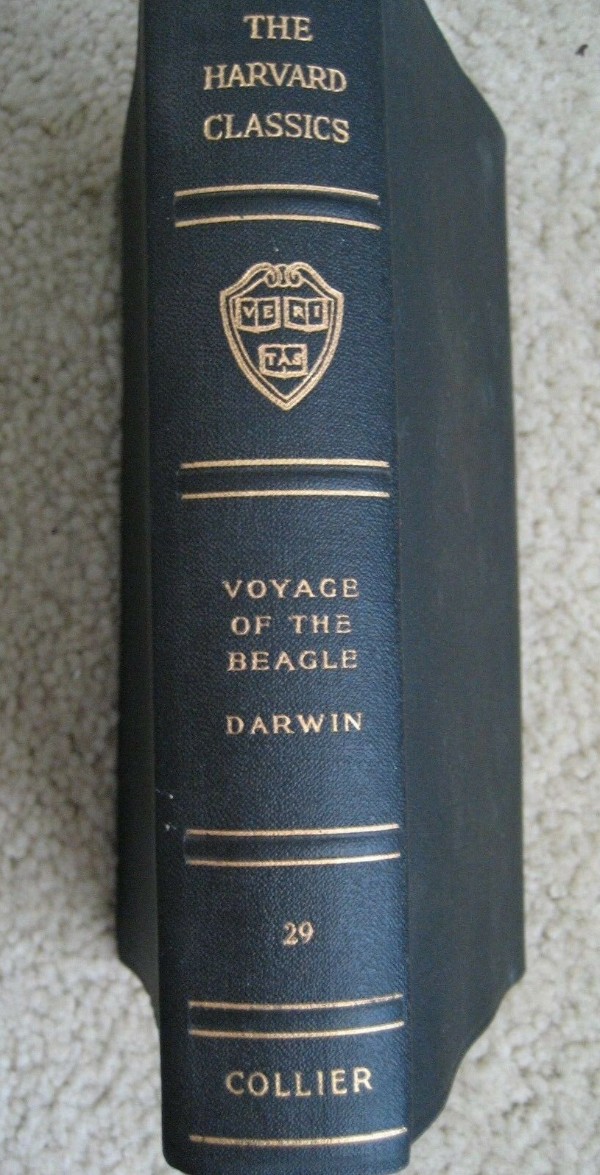 THE
HARVARD
CLASSICS
VE RI
TAS
VOYAGE
OF THE
BEAGLE
DARWIN
29
COLLIER